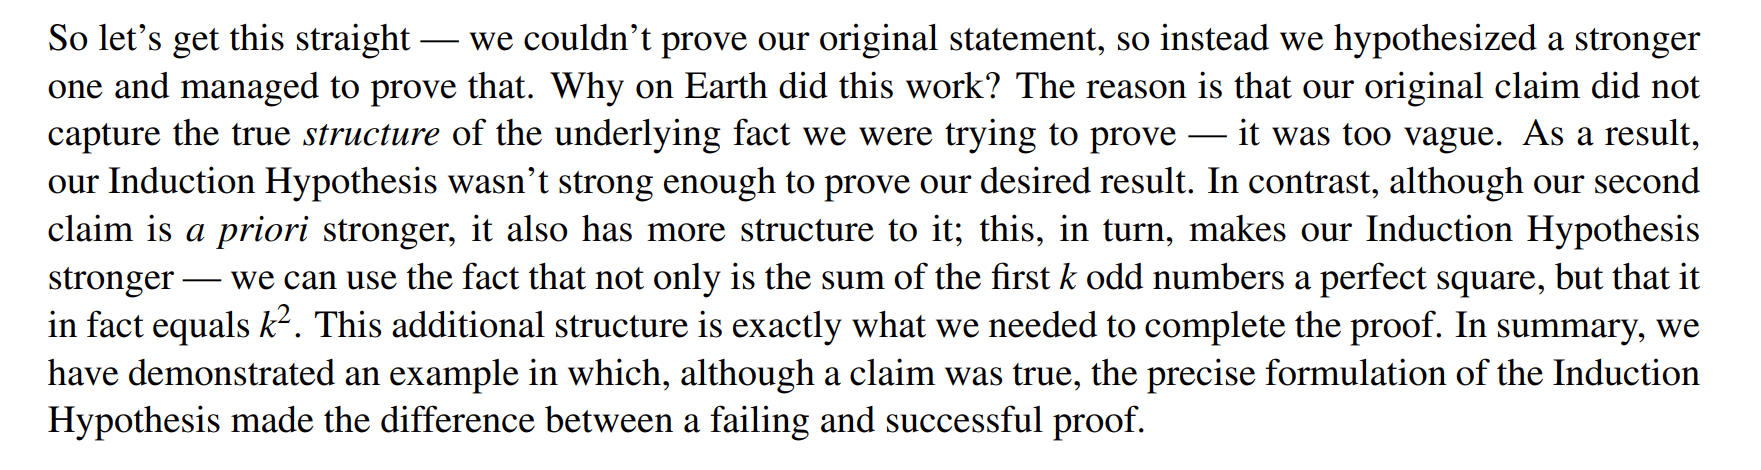 So let’s get this straight — we couldn’t prove our original statement, so instead we hypothesized a stronger
one and managed to prove that. Why on Earth did this work? The reason is that our original claim did not
capture the true structure of the underlying fact we were trying to prove — it was too vague. As a result,
our Induction Hypothesis wasn’t strong enough to prove our desired result. In contrast, although our second
claim is a priori stronger, it also has more structure to it; this, in turn, makes our Induction Hypothesis
stronger — we can use the fact that not only is the sum of the first k odd numbers a perfect square, but that it
in fact equals k². This additional structure is exactly what we needed to complete the proof. In summary, we
have demonstrated an example in which, although a claim was true, the precise formulation of the Induction
Hypothesis made the difference between a failing and successful proof.